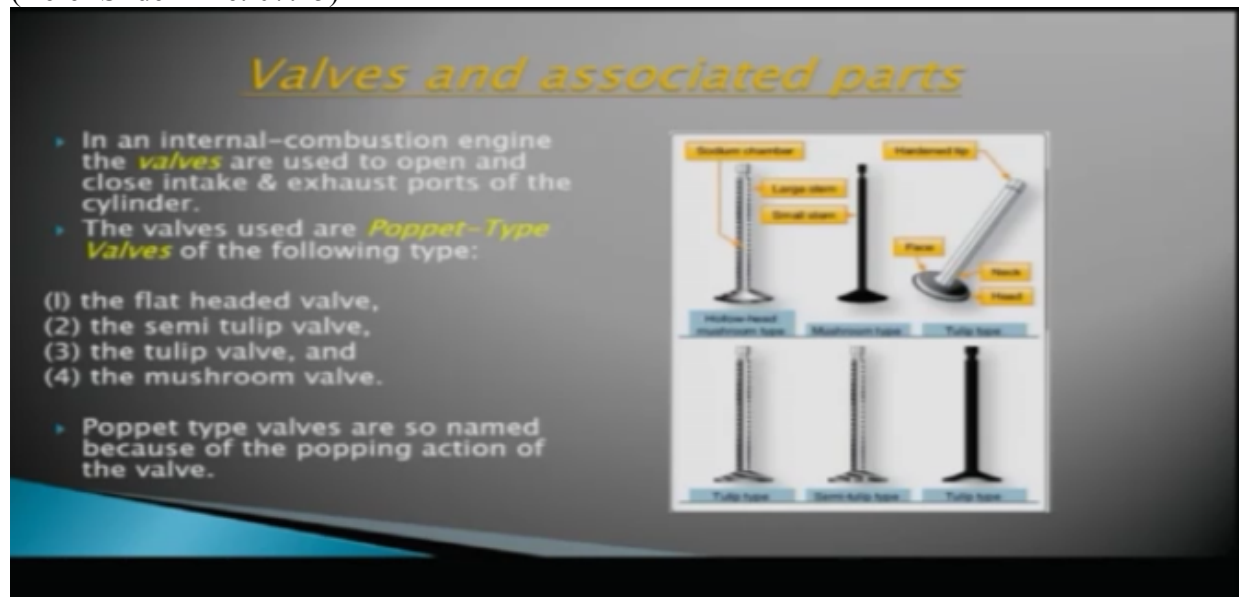 Valves and associated parts
In an internal-combustion engine
the valves are used to open and
close intake & exhaust ports of the
cylinder.
The valves used are Poppet-Type
Valves of the following type:
(l) the flat headed valve,
(2) the semi tulip valve,
(3) the tulip valve, and
(4) the mushroom valve.
Poppet type valves are so named
because of the popping action of
the valve.
Sodium chamber
Hardened tip
Large stem
Small stem
Face
Neck
Head
Hollow-head
mushroom type
Mushroom type
Tulip type
Tulip type
Semi-tulip type
Tulip type